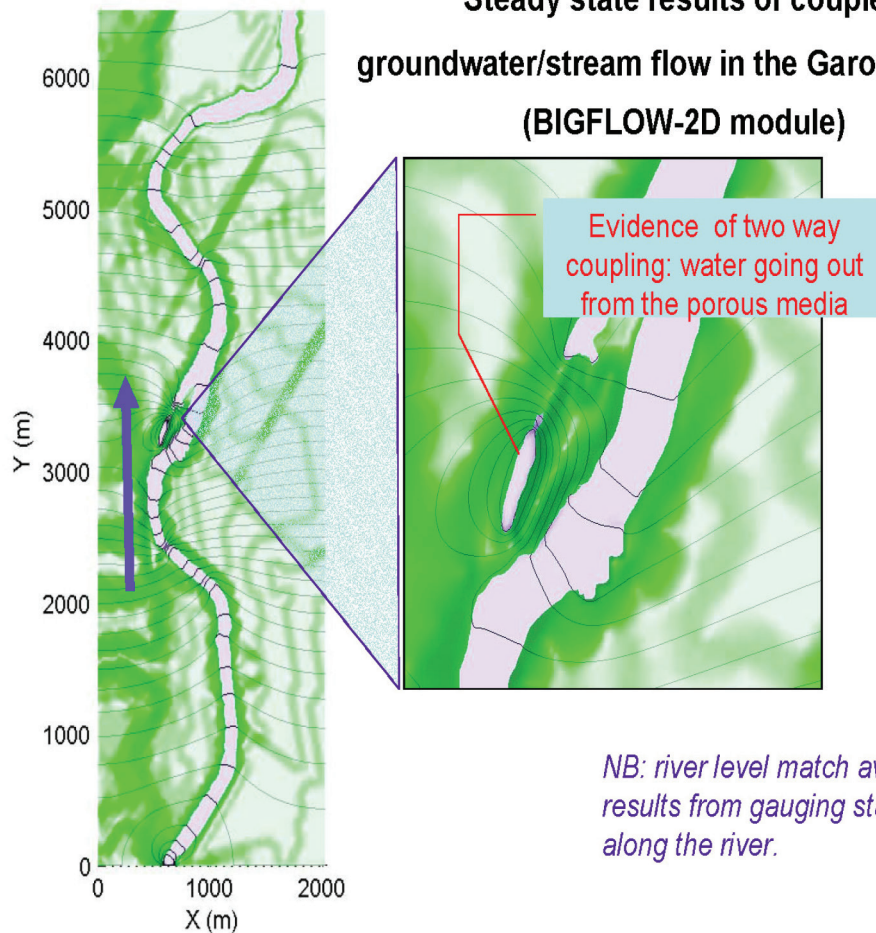 Steady state results of couple
groundwater/stream flow in the Garo
(BIGFLOW-2D module)
Evidence of two way
coupling: water going out
from the porous media
6000
5000
4000
3000
2000
1000
0
Y (m)
0 1000 2000
X (m)
NB: river level match av
results from gauging sta
along the river.